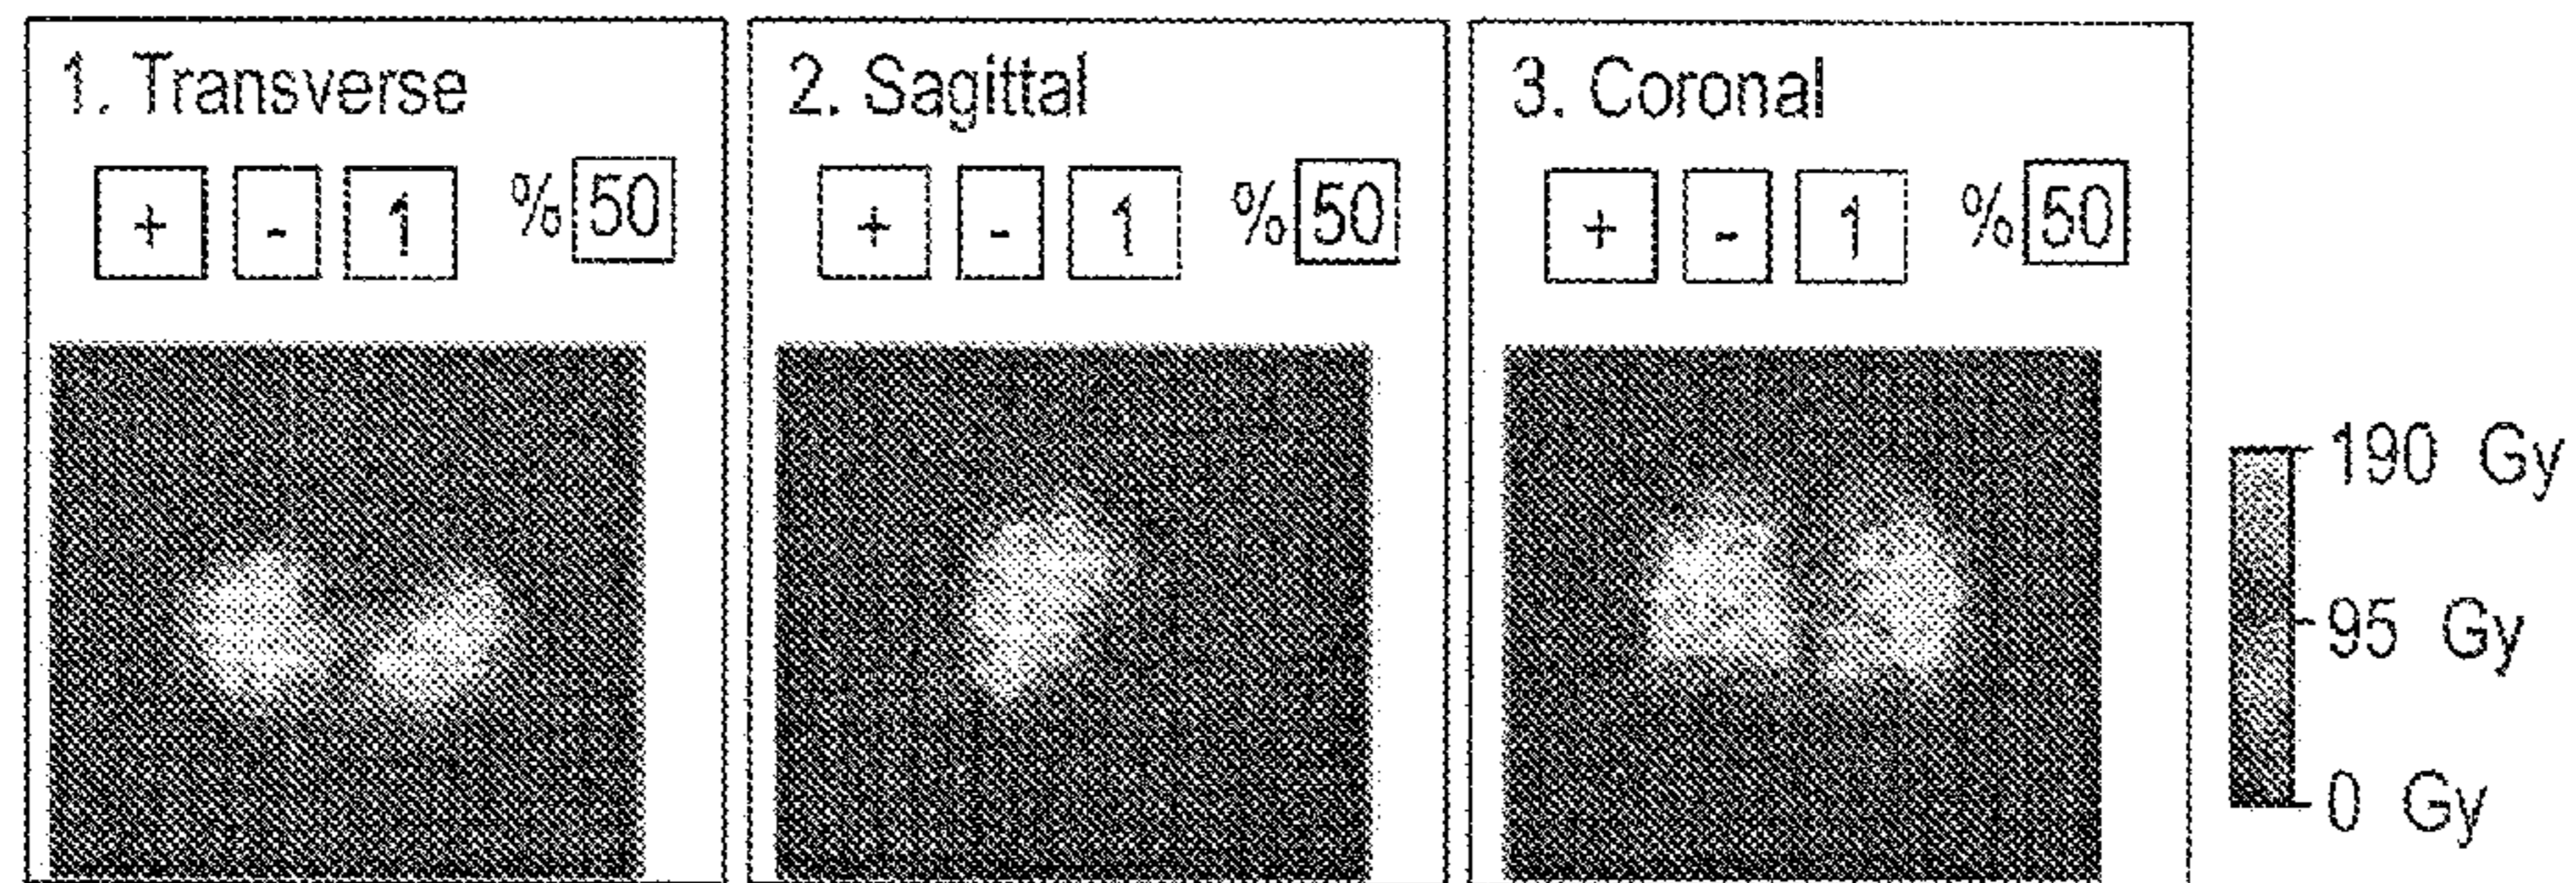 1. Transverse
+ - 1 % 50
2. Sagittal
+ - 1 % 50
3. Coronal
+ - 1 % 50
190 Gy
95 Gy
0 Gy